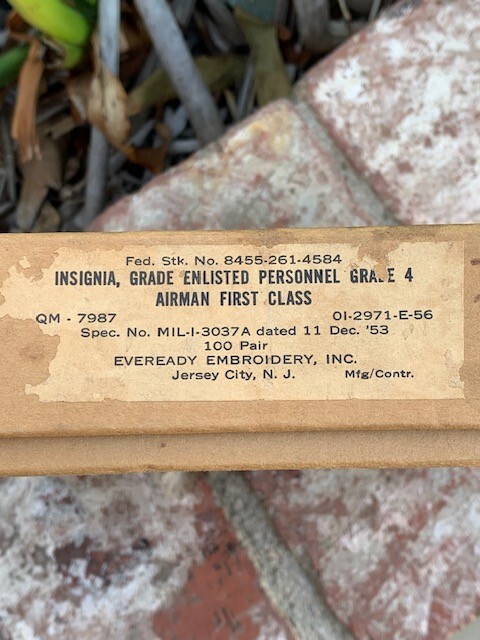 Fed. Stk. No. 8455-261-4584
INSIGNIA, GRADE ENLISTED PERSONNEL GRADE 4
AIRMAN FIRST CLASS
QM - 7987 OI-2971-E-56
Spec. No. MIL-I-3037A dated 11 Dec. '53
100 Pair
EVEREADY EMBROIDERY, INC.
Jersey City, N. J. Mfg/Contr.